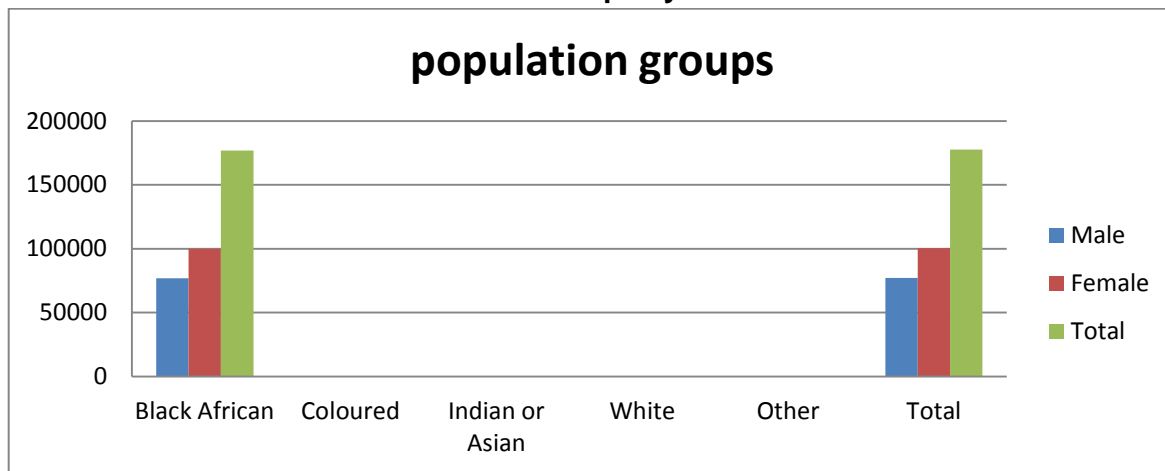 population groups
200000
150000
100000
50000
0
Black African
Coloured
Indian or
Asian
White
Other
Total
Male
Female
Total